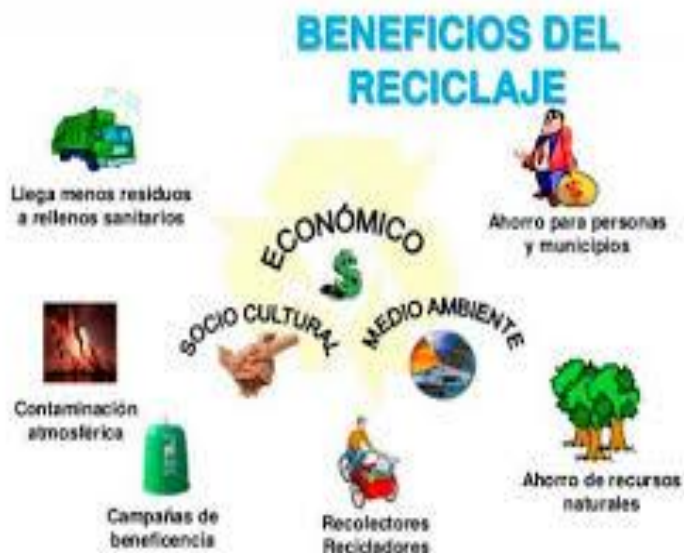 BENEFICIOS DEL
RECICLAJE
Llega menos residuos
a rellenos sanitarios
Ahorro para personas
y municipios
ECONÓMICO
SOCIO CULTURAL
MEDIO AMBIENTE
Contaminación
atmosférica
Ahorro de recursos
naturales
Campañas de
beneficencia
Recolectores
Recicladores